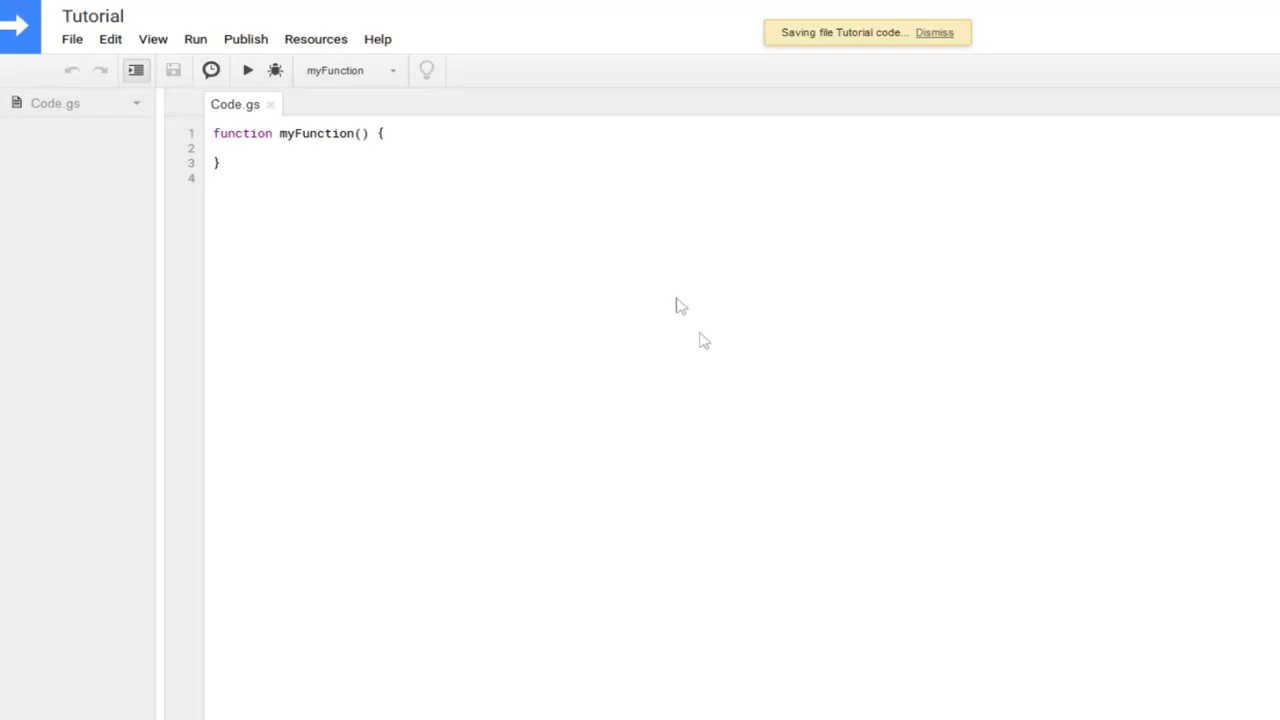 Tutorial
Saving file Tutorial code... Dismiss
File Edit View Run Publish Resources Help
myFunction
Code.gs
Code.gs ×
1 function myFunction() {
2
3 }
4